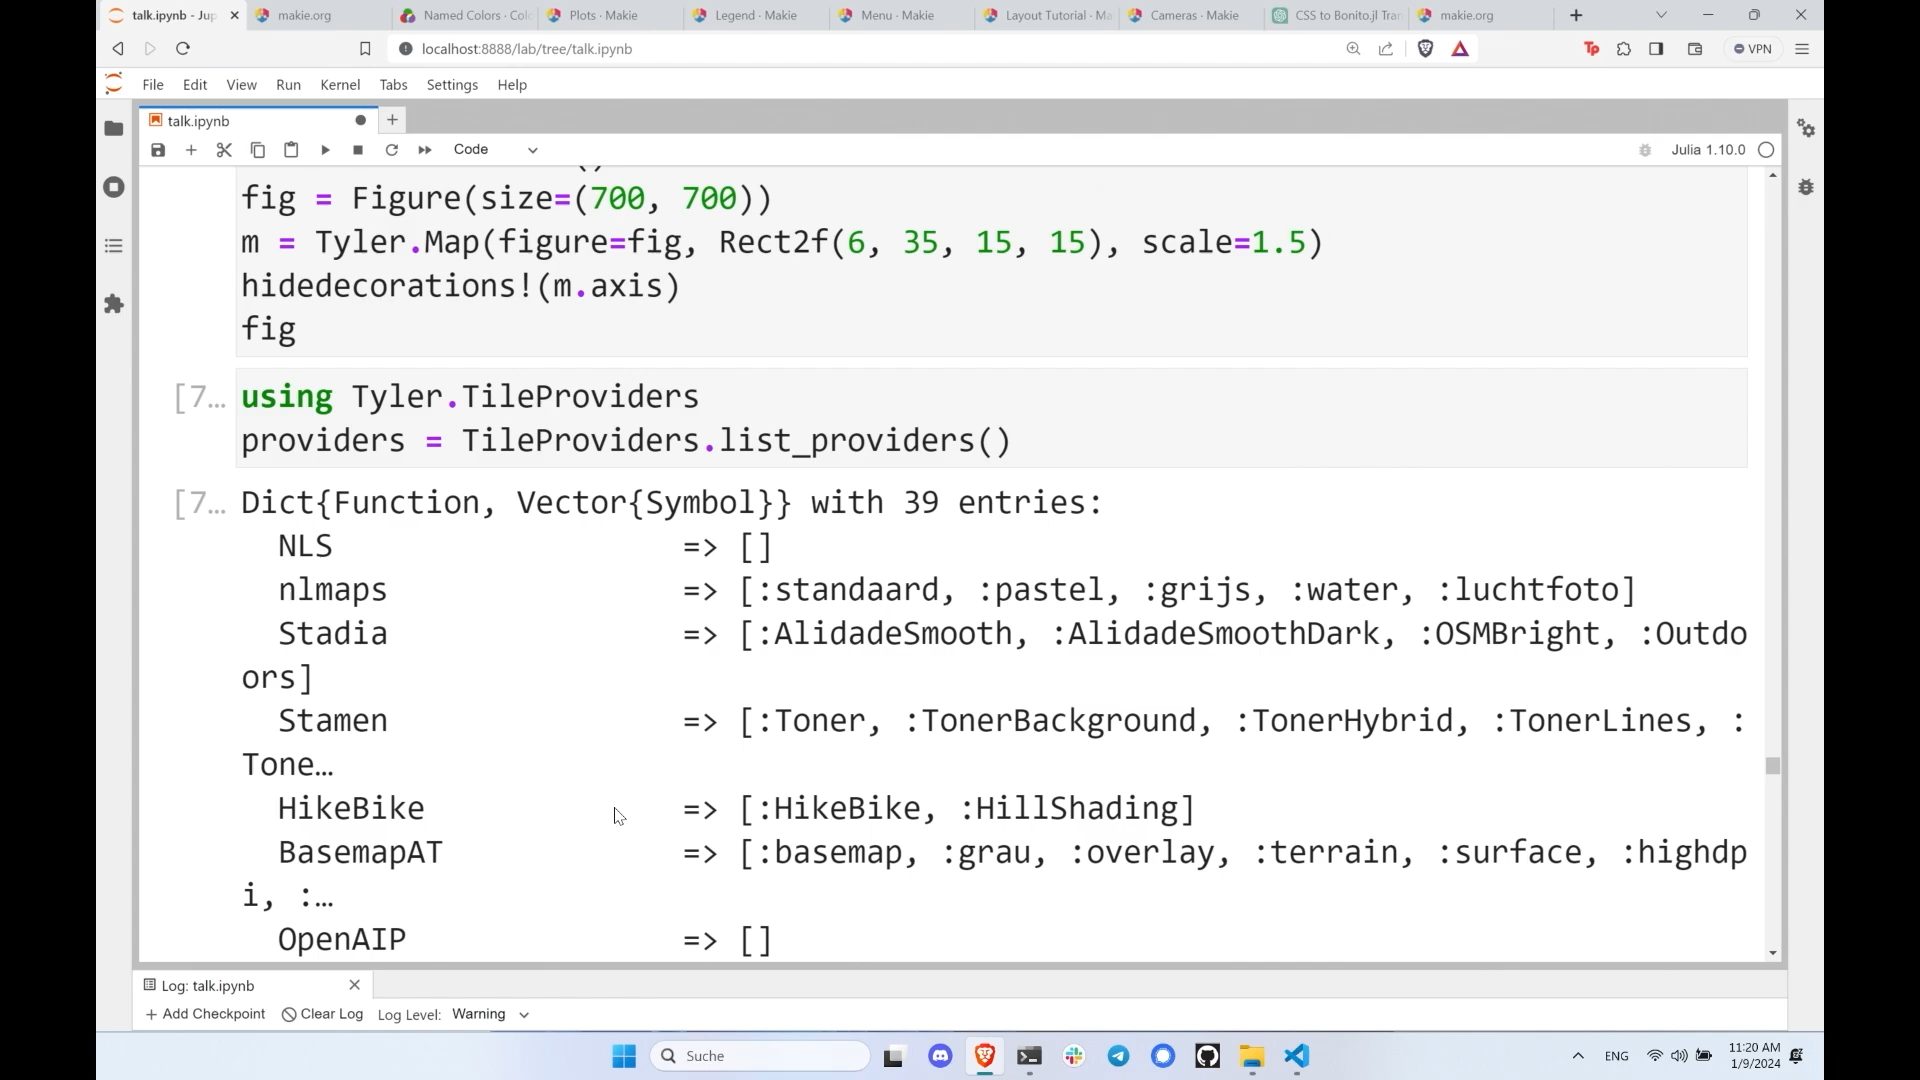 talk.ipynb - Jup
makie.org
Named Colors · Col
Plots · Makie
Legend · Makie
Menu · Makie
Layout Tutorial · Ma
Cameras · Makie
CSS to Bonito.jl Tran
makie.org
localhost:8888/lab/tree/talk.ipynb
VPN
File Edit View Run Kernel Tabs Settings Help
talk.ipynb
Code
Julia 1.10.0
fig = Figure(size=(700, 700))
m = Tyler.Map(figure=fig, Rect2f(6, 35, 15, 15), scale=1.5)
hidedecorations!(m.axis)
fig
[7… using Tyler.TileProviders
providers = TileProviders.list_providers()
[7… Dict{Function, Vector{Symbol}} with 39 entries:
NLS => []
nlmaps => [:standaard, :pastel, :grijs, :water, :luchtfoto]
Stadia => [:AlidadeSmooth, :AlidadeSmoothDark, :OSMBright, :Outdo
ors]
Stamen => [:Toner, :TonerBackground, :TonerHybrid, :TonerLines, :
Tone…
HikeBike => [:HikeBike, :HillShading]
BasemapAT => [:basemap, :grau, :overlay, :terrain, :surface, :highdp
i, :…
OpenAIP => []
Log: talk.ipynb
Add Checkpoint Clear Log Log Level: Warning
Suche
ENG
11:20 AM
1/9/2024